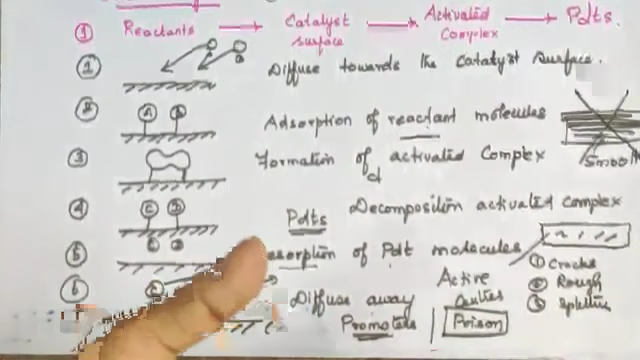 ① Reactants → Catalyst surface → Activated Complex → Pdts.
① Diffuse towards the Catalyst Surface.
② A B Adsorption of reactant molecules
Smooth
③ Formation of activated Complex
④ C D Pdts Decomposition activated complex
⑤ of Pdt molecules
① Cracks
⑥ Diffuse away
Active
② Rough
③
Promoters | Poison